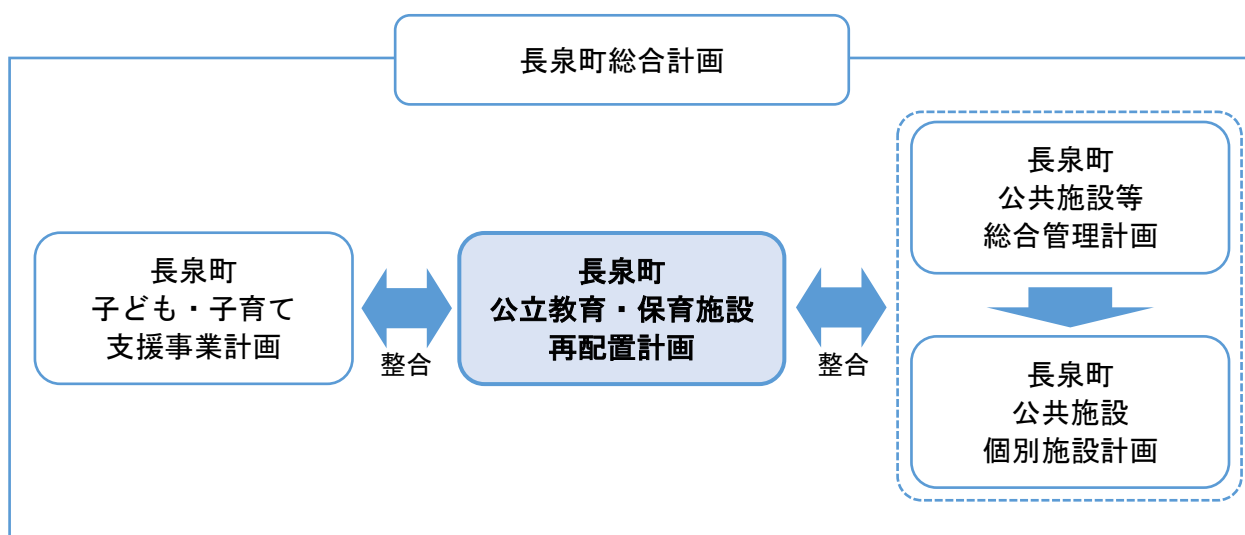 長泉町総合計画
長泉町
子ども・子育て
支援事業計画
整合
長泉町
公立教育・保育施設
再配置計画
整合
長泉町
公共施設等
総合管理計画
長泉町
公共施設
個別施設計画